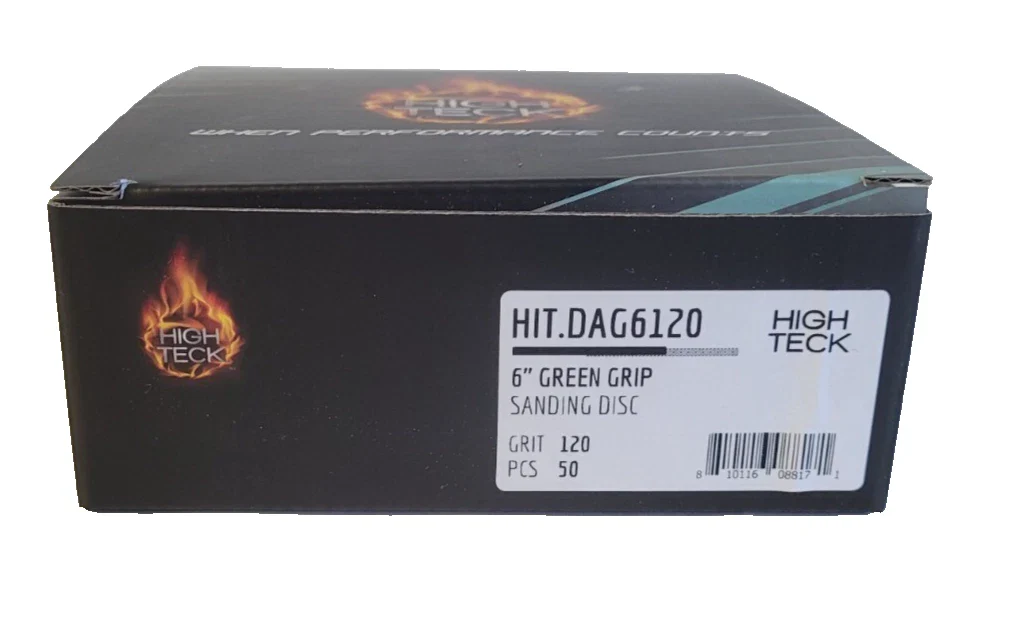 HIGH
TECK
WHEN PERFORMANCE COUNTS
HIGH
TECK
HIT.DAG6120
HIGH
TECK
6" GREEN GRIP
SANDING DISC
GRIT 120
PCS 50
8 10116 08817 1